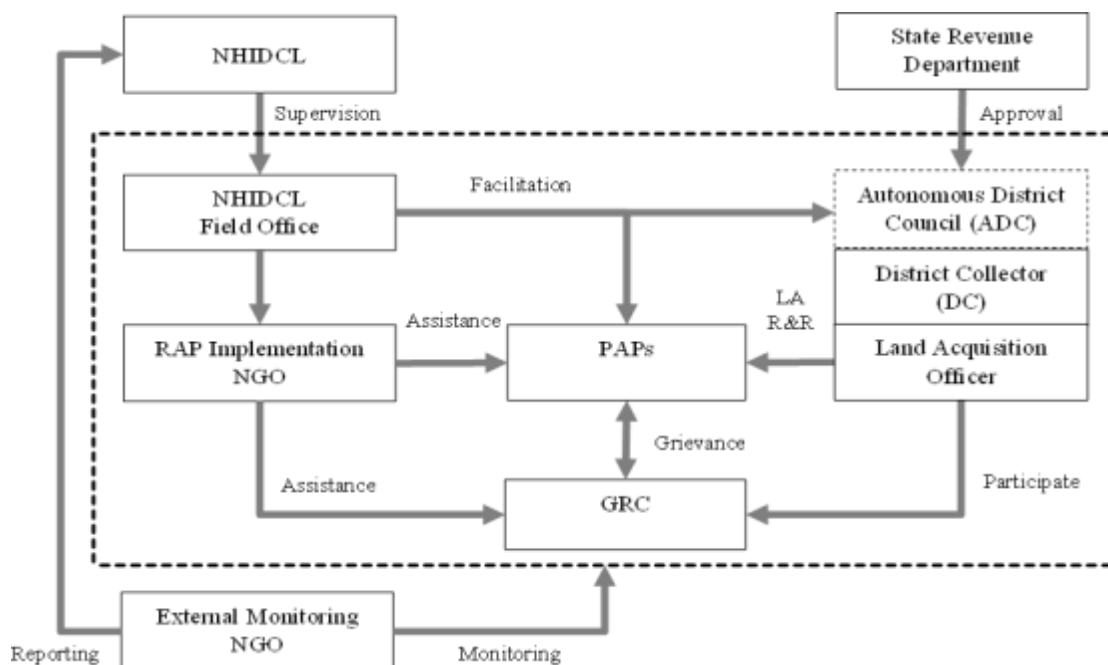 NHIDCL
State Revenue
Department
Supervision
Approval
NHIDCL
Field Office
Facilitation
Autonomous District
Council (ADC)
District Collector
(DC)
LA
R&R
RAP Implementation
NGO
Assistance
PAPs
Land Acquisition
Officer
Grievance
Assistance
GRC
Participate
External Monitoring
NGO
Reporting
Monitoring